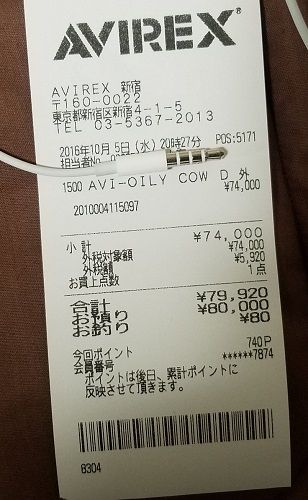 AVIREX
AVIREX 新宿
〒160-0022
東京都新宿区新宿4-1-5
TEL 03-5367-2013
2016年10月 5日(水) 20時27分 POS:5171
担当者No
1500 AVI-OILY COW D 外
¥74,000
2010004115097
小計 ¥74,000
外税対象額 ¥74,000
外税額 ¥5,920
お買上点数 1点
合計 ¥79,920
お預り ¥80,000
お釣り ¥80
今回ポイント 740P
会員番号 ******7874
ポイントは後日、累計ポイントに
反映させて頂きます。
8304